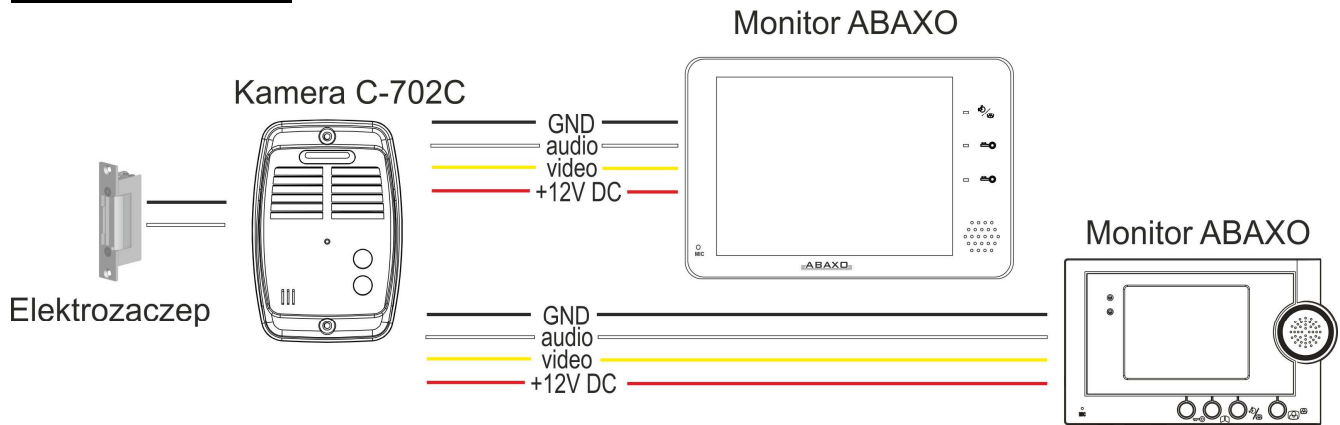 Monitor ABAXO
Kamera C-702C
GND
audio
video
+12V DC
MIC
ABAXO
Elektrozaczep
Monitor ABAXO
GND
audio
video
+12V DC
MIC